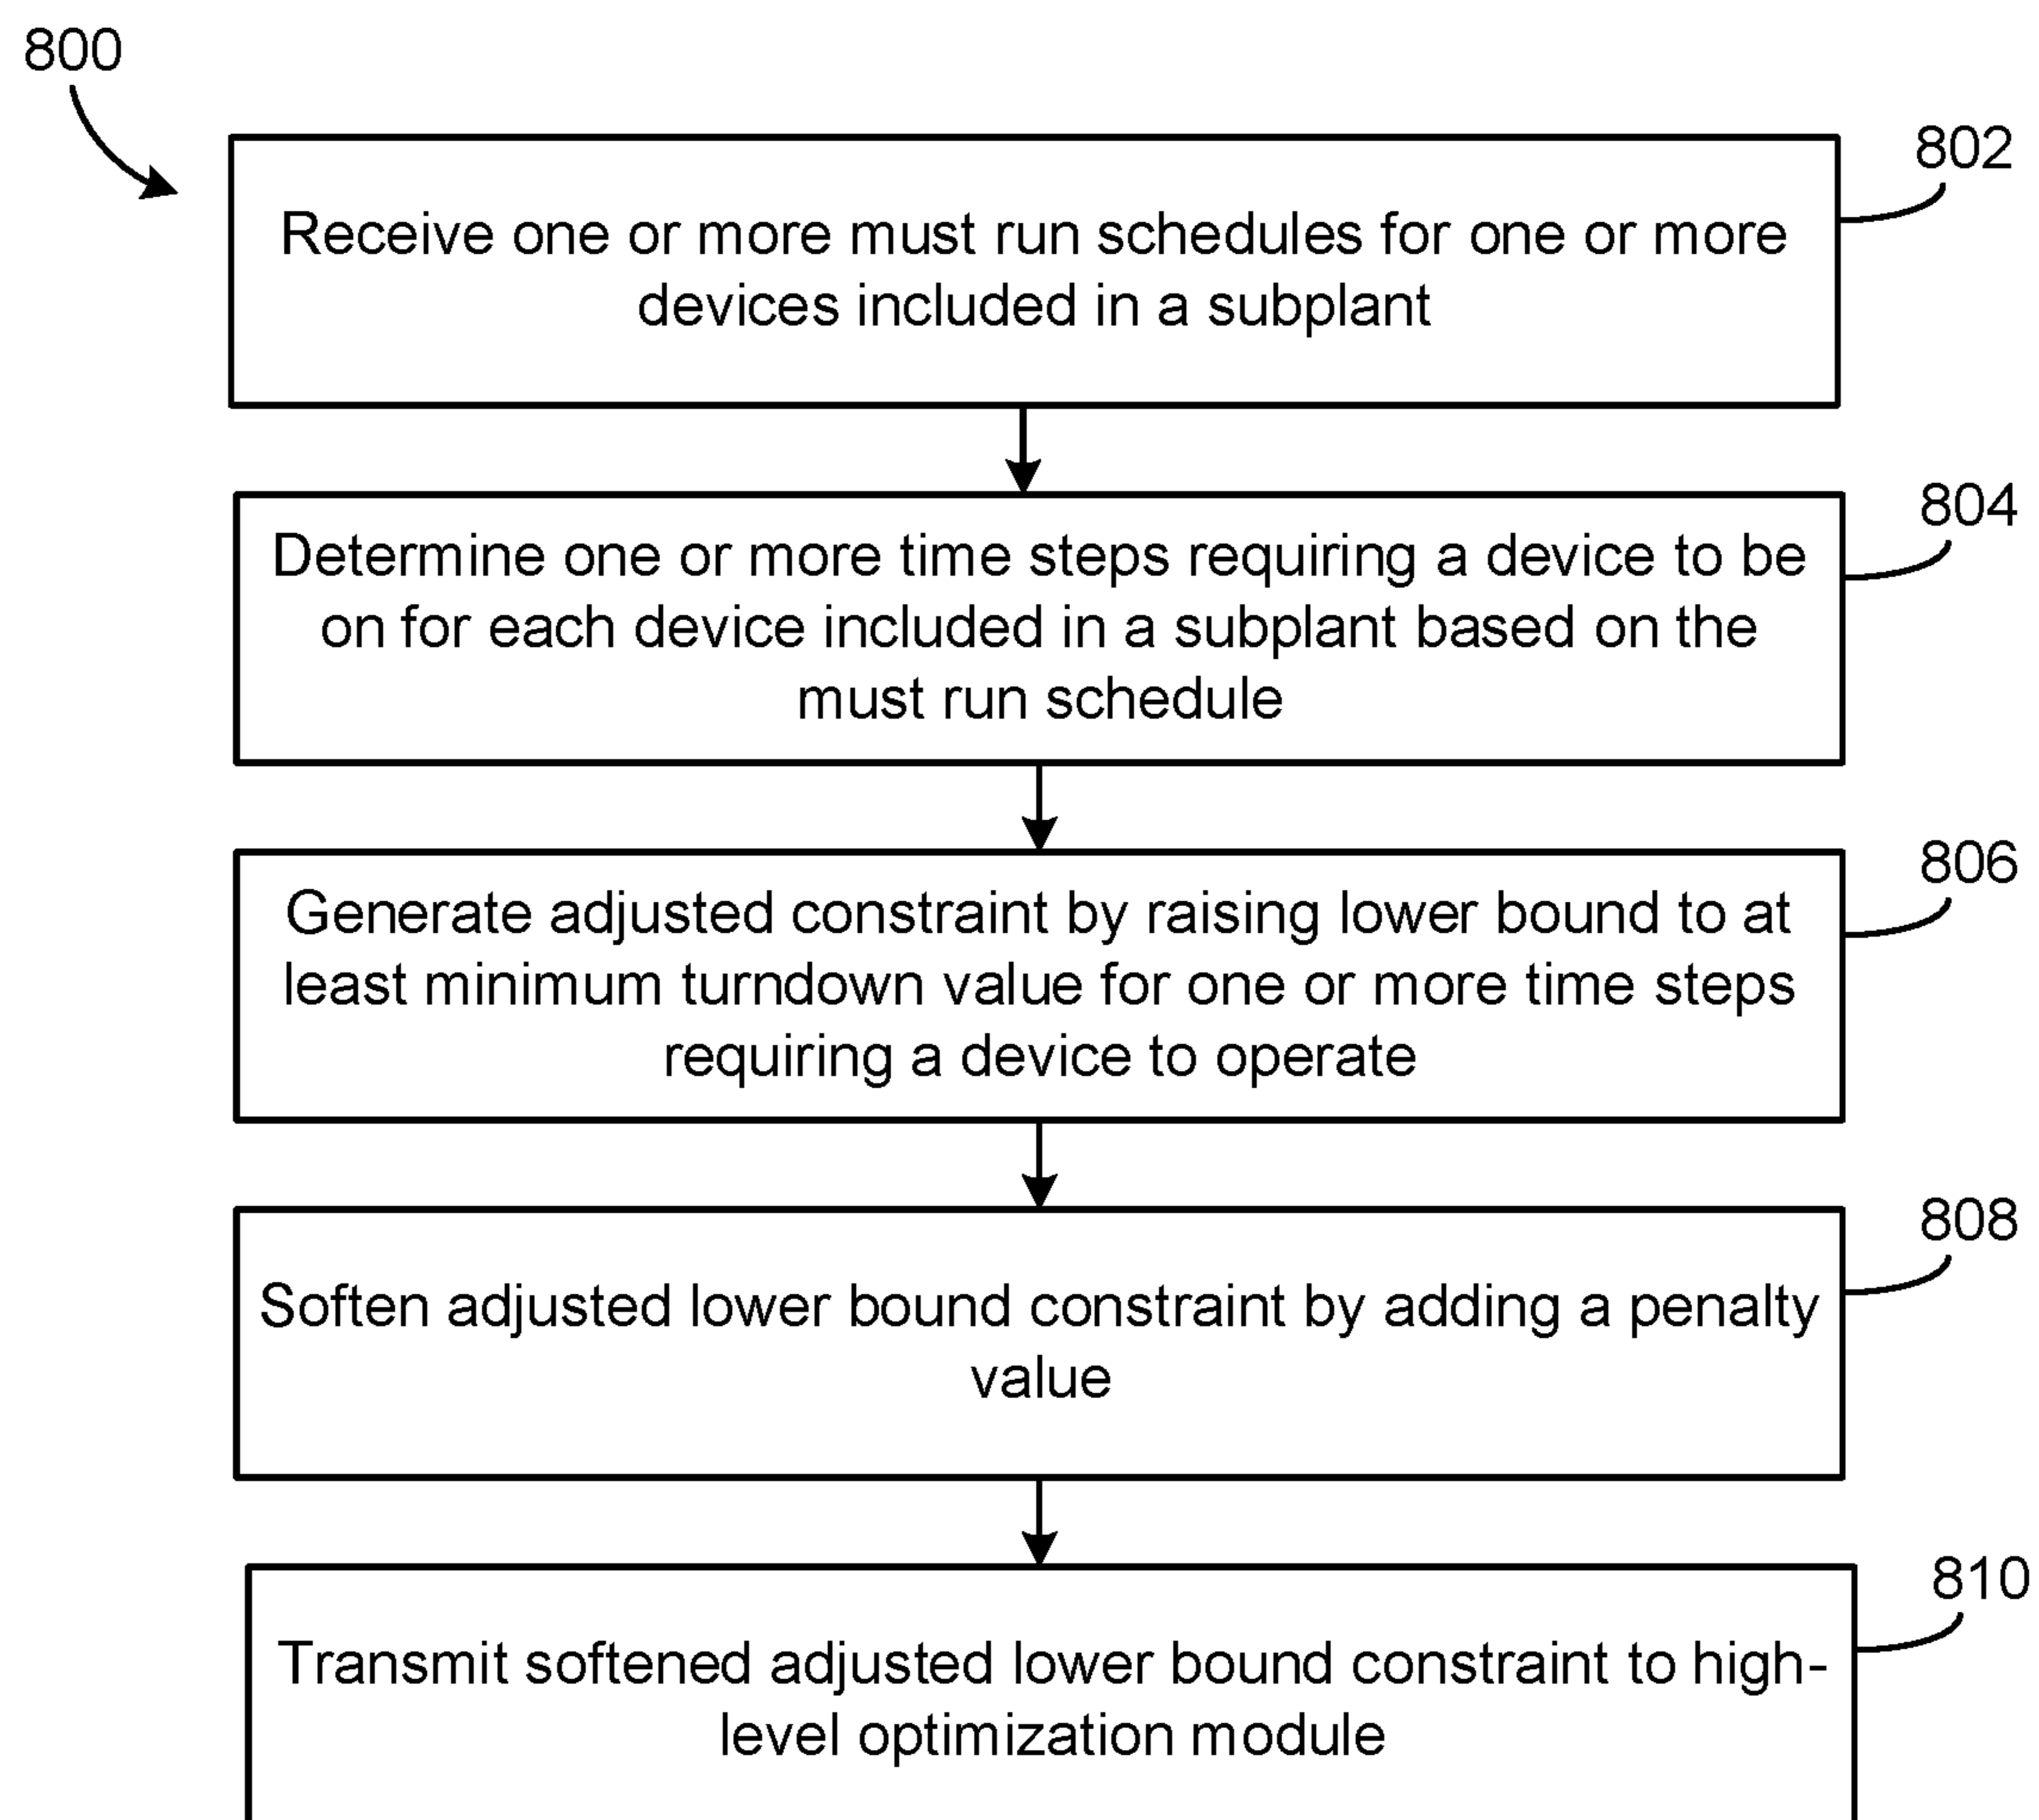 800
802
Receive one or more must run schedules for one or more
devices included in a subplant
804
Determine one or more time steps requiring a device to be
on for each device included in a subplant based on the
must run schedule
806
Generate adjusted constraint by raising lower bound to at
least minimum turndown value for one or more time steps
requiring a device to operate
808
Soften adjusted lower bound constraint by adding a penalty
value
810
Transmit softened adjusted lower bound constraint to high-
level optimization module